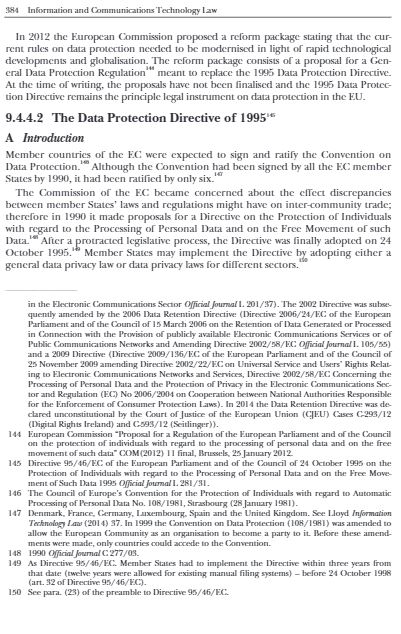 384 Information and Communications Technology Law
In 2012 the European Commission proposed a reform package stating that the cur-
rent rules on data protection needed to be modernised in light of rapid technological
developments and globalisation. The reform package consists of a proposal for a Gen-
eral Data Protection Regulation144 meant to replace the 1995 Data Protection Directive.
At the time of writing, the proposals have not been finalised and the 1995 Data Protec-
tion Directive remains the principle legal instrument on data protection in the EU.
9.4.4.2 The Data Protection Directive of 1995145
A Introduction
Member countries of the EC were expected to sign and ratify the Convention on
Data Protection.146 Although the Convention had been signed by all the EC member
States by 1990, it had been ratified by only six.147
The Commission of the EC became concerned about the effect discrepancies
between member States' laws and regulations might have on inter-community trade;
therefore in 1990 it made proposals for a Directive on the Protection of Individuals
with regard to the Processing of Personal Data and on the Free Movement of such
Data.148 After a protracted legislative process, the Directive was finally adopted on 24
October 1995.149 Member States may implement the Directive by adopting either a
general data privacy law or data privacy laws for different sectors.150
in the Electronic Communications Sector Official Journal L 201/37). The 2002 Directive was subse-
quently amended by the 2006 Data Retention Directive (Directive 2006/24/EC of the European
Parliament and of the Council of 15 March 2006 on the Retention of Data Generated or Processed
in Connection with the Provision of publicly available Electronic Communications Services or of
Public Communications Networks and Amending Directive 2002/58/EC Official Journal L 105/55)
and a 2009 Directive (Directive 2009/136/EC of the European Parliament and of the Council of
25 November 2009 amending Directive 2002/22/EC on Universal Service and Users' Rights Relat-
ing to Electronic Communications Networks and Services, Directive 2002/58/EC Concerning the
Processing of Personal Data and the Protection of Privacy in the Electronic Communications Sec-
tor and Regulation (EC) No 2006/2004 on Cooperation between National Authorities Responsible
for the Enforcement of Consumer Protection Laws). In 2014 the Data Retention Directive was de-
clared unconstitutional by the Court of Justice of the European Union (CJEU) Cases C-293/12
(Digital Rights Ireland) and C-593/12 (Seitlinger)).
144 European Commission "Proposal for a Regulation of the European Parliament and of the Council
on the protection of individuals with regard to the processing of personal data and on the free
movement of such data" COM(2012) 11 final, Brussels, 25 January 2012.
145 Directive 95/46/EC of the European Parliament and of the Council of 24 October 1995 on the
Protection of Individuals with regard to the Processing of Personal Data and on the Free Move-
ment of Such Data 1995 Official Journal L 281/31.
146 The Council of Europe's Convention for the Protection of Individuals with regard to Automatic
Processing of Personal Data No. 108/1981, Strasbourg (28 January 1981).
147 Denmark, France, Germany, Luxembourg, Spain and the United Kingdom. See Lloyd Information
Technology Law (2014) 37. In 1999 the Convention on Data Protection (108/1981) was amended to
allow the European Community as an organisation to become a party to it. Before these amend-
ments were made, only countries could accede to the Convention.
148 1990 Official Journal C 277/03.
149 As Directive 95/46/EC. Member States had to implement the Directive within three years from
that date (twelve years were allowed for existing manual filing systems) – before 24 October 1998
(art. 32 of Directive 95/46/EC).
150 See para. (23) of the preamble to Directive 95/46/EC.